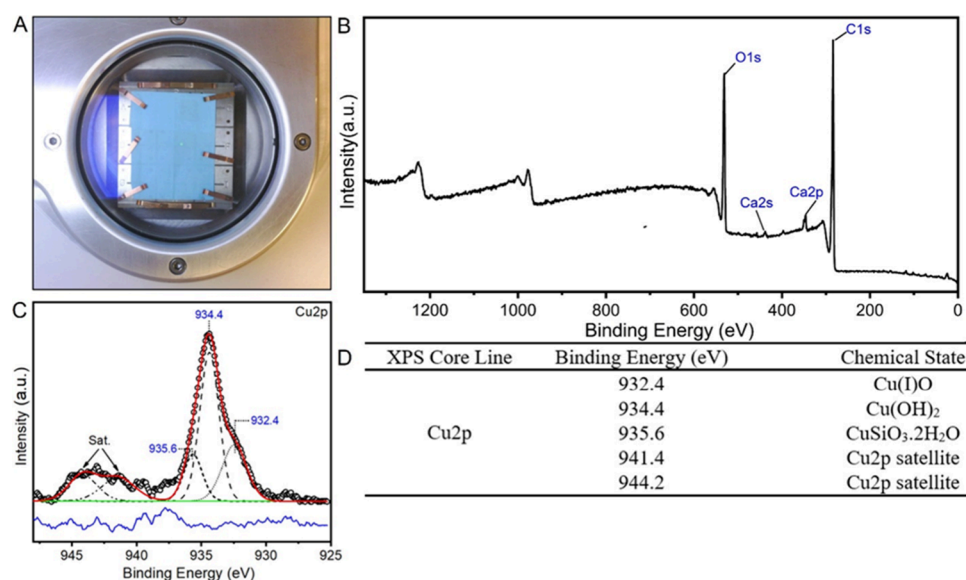 A
B
C1s
O1s
Ca2s
Ca2p
Intensity(a.u.)
1200 1000 800 600 400 200 0
Binding Energy (eV)
C
Cu2p
934.4
932.4
935.6
Sat.
Intensity (a.u.)
945 940 935 930 925
Binding Energy (eV)
D
XPS Core Line Binding Energy (eV) Chemical State
932.4 Cu(I)O
934.4 Cu(OH)₂
Cu2p 935.6 CuSiO₃.2H₂O
941.4 Cu2p satellite
944.2 Cu2p satellite